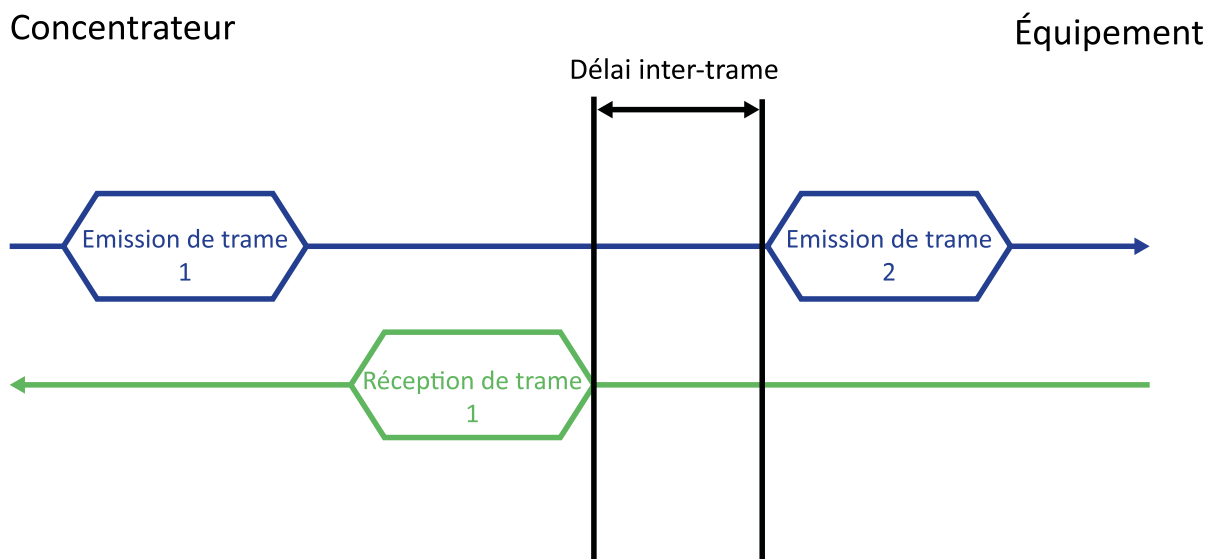 Concentrateur
Équipement
Délai inter-trame
Emission de trame
1
Emission de trame
2
Réception de trame
1